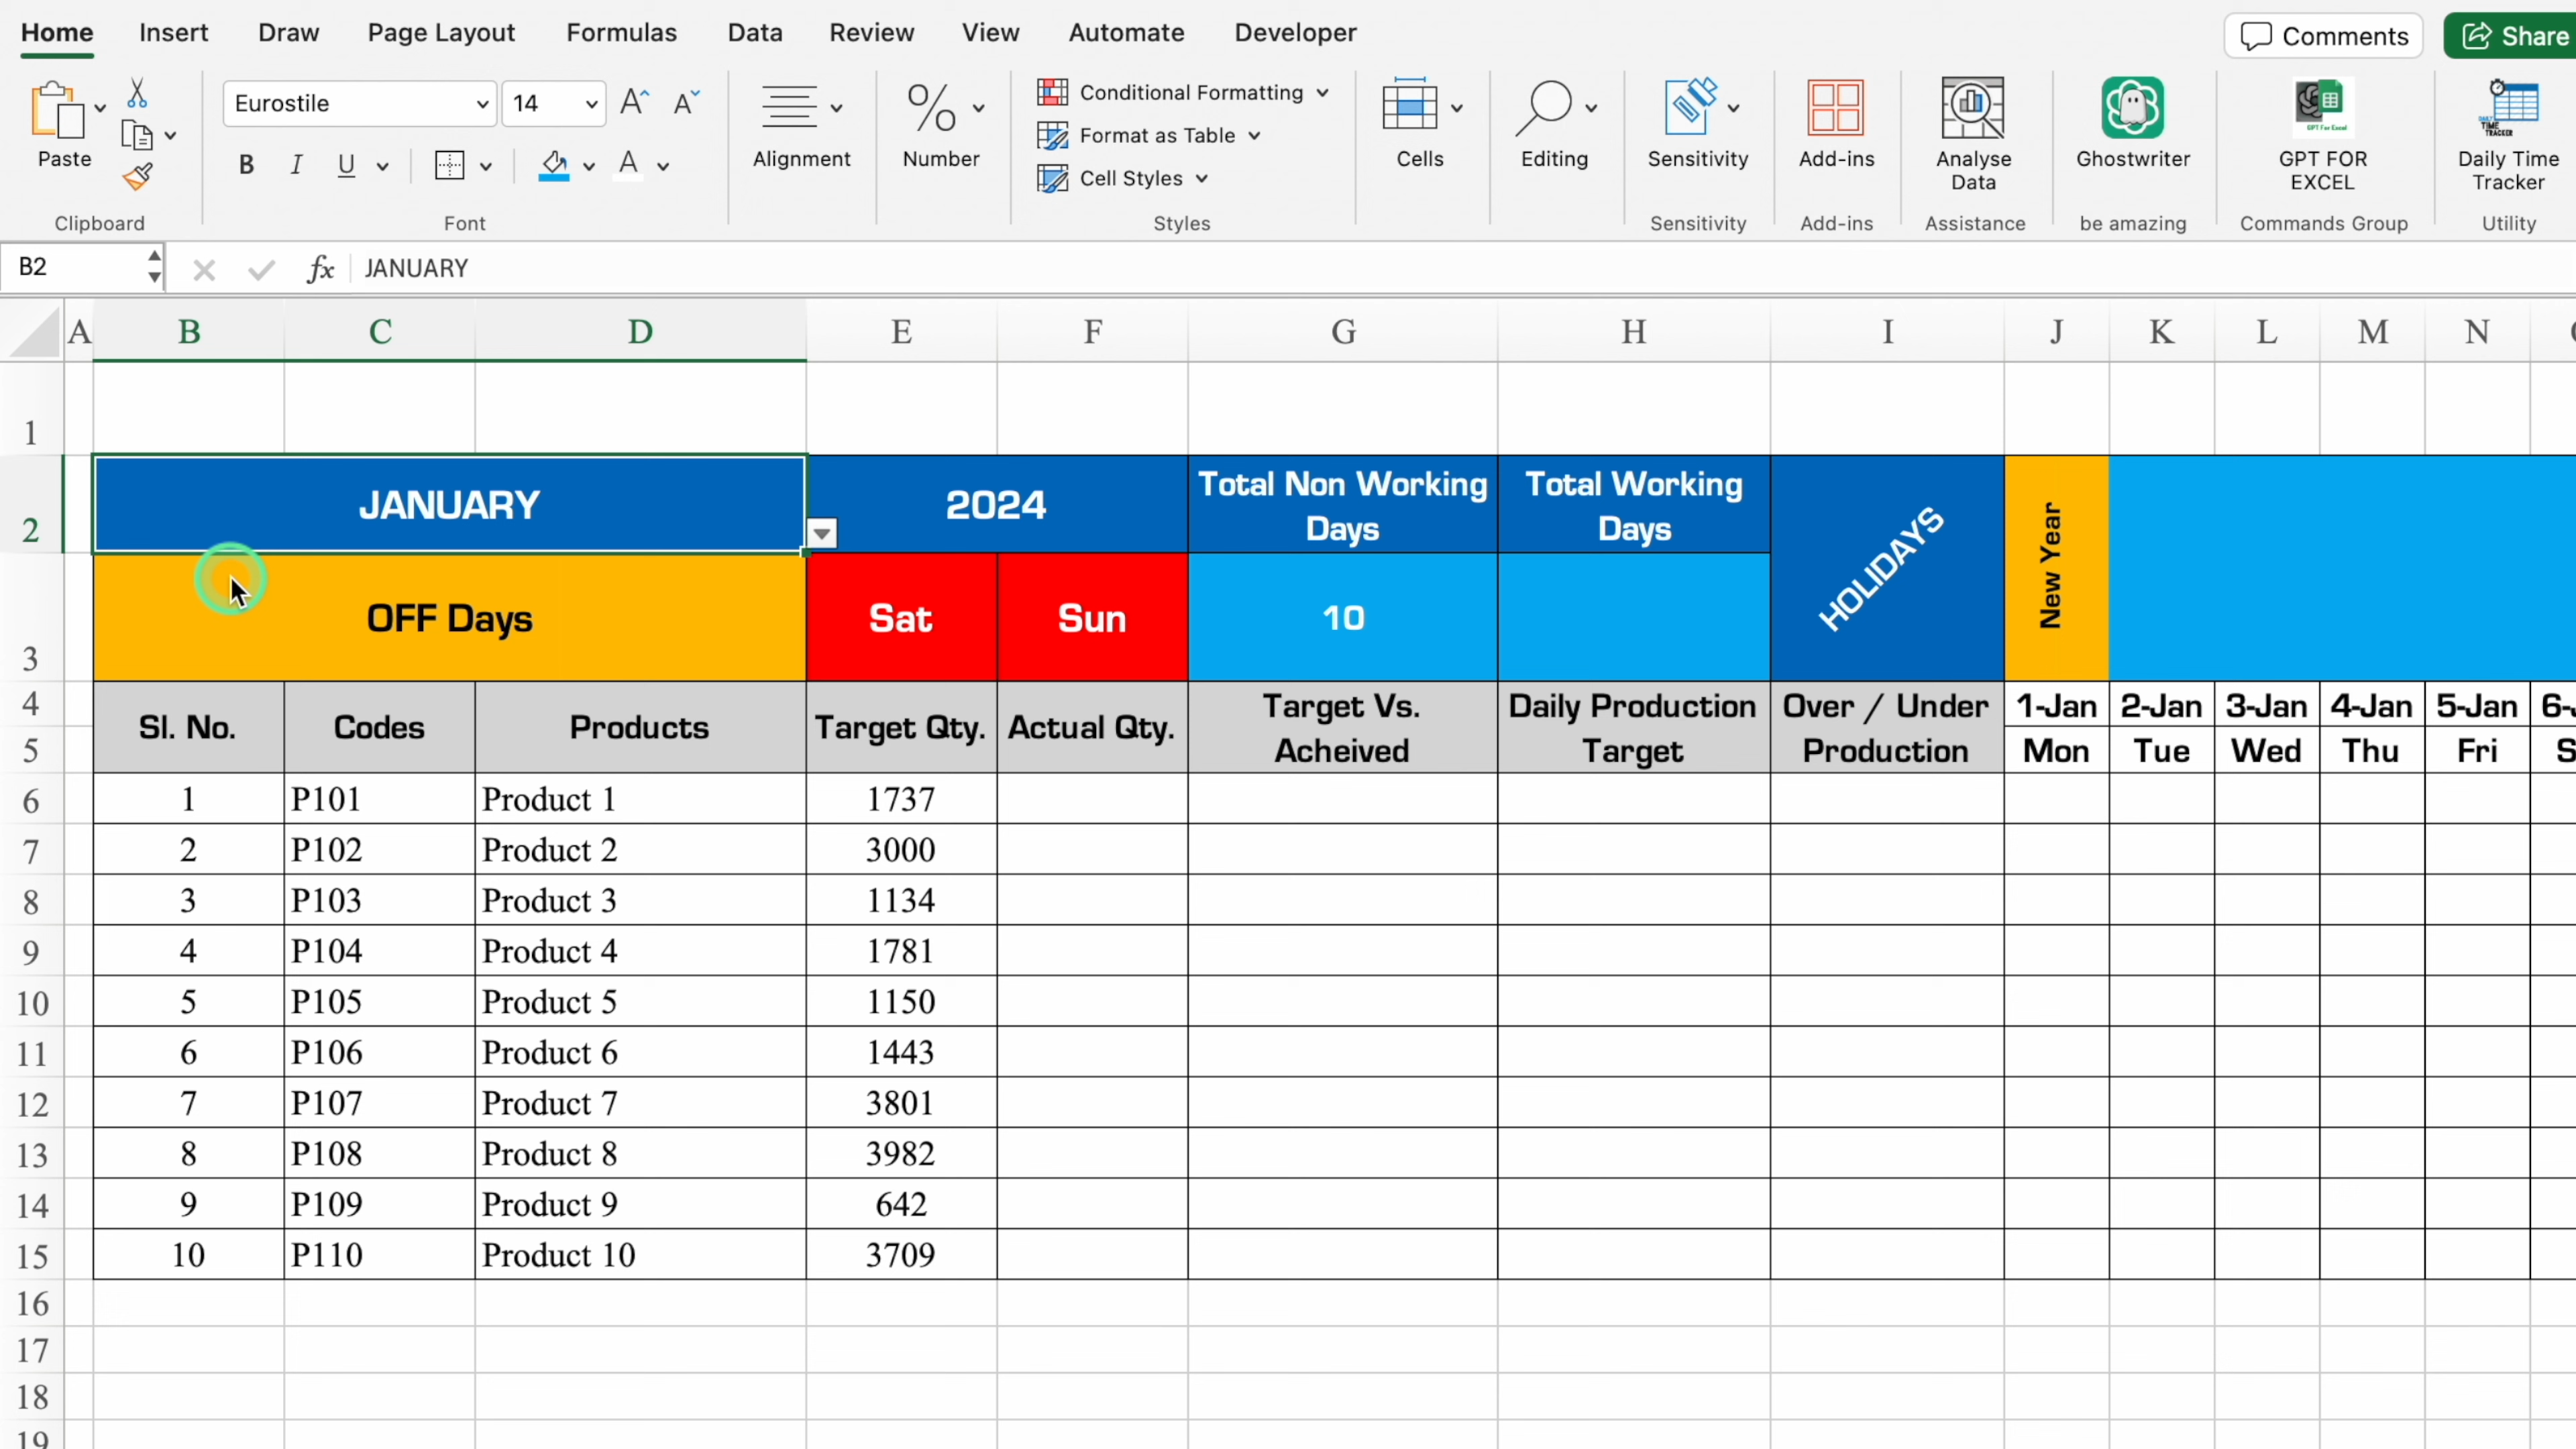 Home Insert Draw Page Layout Formulas Data Review View Automate Developer Comments Share
Eurostile 14
Conditional Formatting
Format as Table
Cell Styles
Paste Alignment Number Cells Editing Sensitivity Add-ins Analyse Data Ghostwriter GPT FOR EXCEL Daily Time Tracker
B I U A
Clipboard Font Styles Sensitivity Add-ins Assistance be amazing Commands Group Utility
B2 fx JANUARY
A B C D E F G H I J K L M N
1
2 JANUARY 2024 Total Non Working Days Total Working Days HOLIDAYS New Year
3 OFF Days Sat Sun 10
4 Sl. No. Codes Products Target Qty. Actual Qty. Target Vs. Acheived Daily Production Target Over / Under Production 1-Jan 2-Jan 3-Jan 4-Jan 5-Jan
5 Mon Tue Wed Thu Fri
6 1 P101 Product 1 1737
7 2 P102 Product 2 3000
8 3 P103 Product 3 1134
9 4 P104 Product 4 1781
10 5 P105 Product 5 1150
11 6 P106 Product 6 1443
12 7 P107 Product 7 3801
13 8 P108 Product 8 3982
14 9 P109 Product 9 642
15 10 P110 Product 10 3709
16
17
18
19